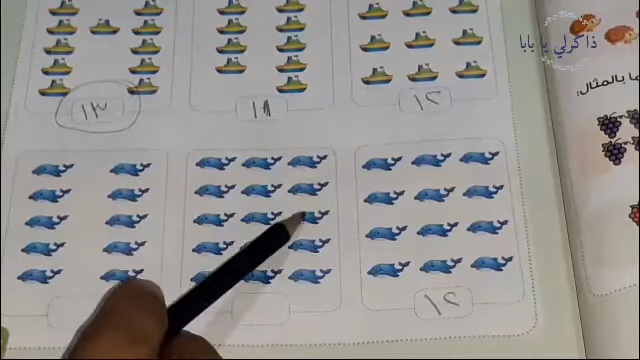 ذاكرلي يا بابا
ما بالمثال:
١٢
١١
١٣
١٢